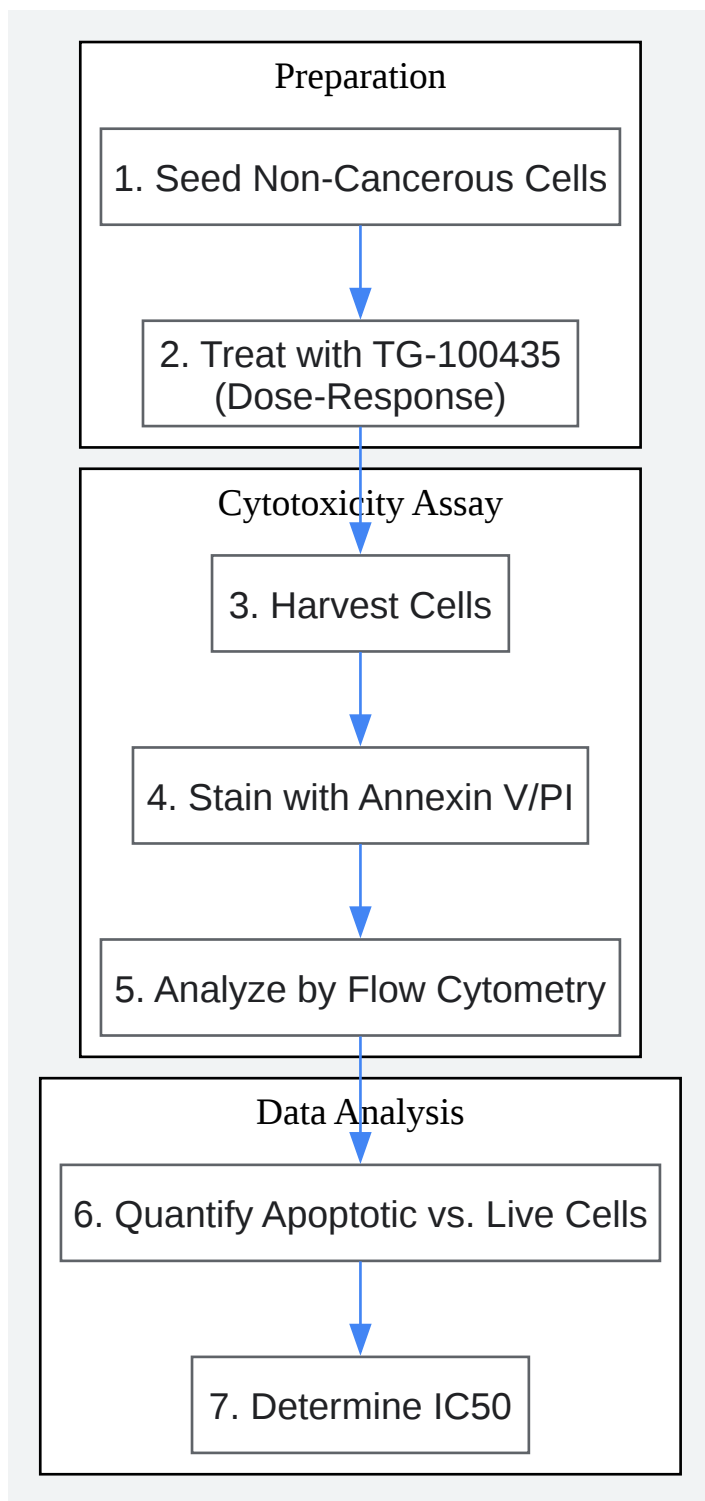 Preparation
1. Seed Non-Cancerous Cells
2. Treat with TG-100435
(Dose-Response)
Cytotoxicity Assay
3. Harvest Cells
4. Stain with Annexin V/PI
5. Analyze by Flow Cytometry
Data Analysis
6. Quantify Apoptotic vs. Live Cells
7. Determine IC50